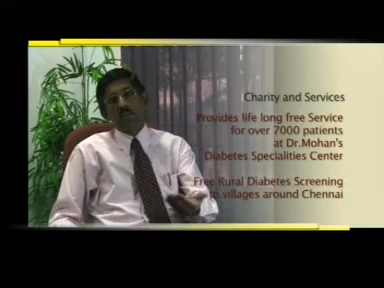 Charity and Services
Provides life long free Service
for over 7000 patients
at Dr.Mohan's
Diabetes Specialities Center
Free Rural Diabetes Screening
to villages around Chennai